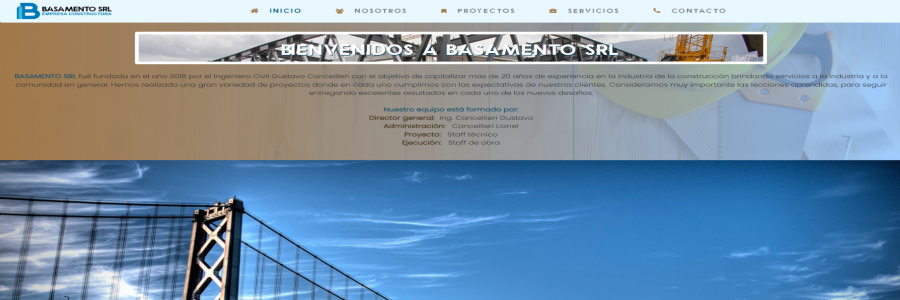 BASAMENTO SRL
EMPRESA CONSTRUCTORA
INICIO
NOSOTROS
PROYECTOS
SERVICIOS
CONTACTO
BIENVENIDOS A BASAMENTO SRL
BASAMENTO SRL fue fundada en el año 2018 por el Ingeniero Civil Gustavo Cancellieri con el objetivo de capitalizar mas de 20 años de experiencia en la industria de la construcción brindando servicios a la industria y a la
comunidad en general. Hemos realizado una gran variedad de proyectos donde en cada uno cumplimos con las expectativas de nuestros clientes. Consideramos muy importante las lecciones aprendidas, para seguir
entregando excelentes resultados en cada uno de los nuevos desafíos.
Nuestro equipo está formado por:
Director general: Ing. Cancellieri Gustavo
Administración: Cancellieri Lionel
Proyecto: Staff técnico
Ejecución: Staff de obra